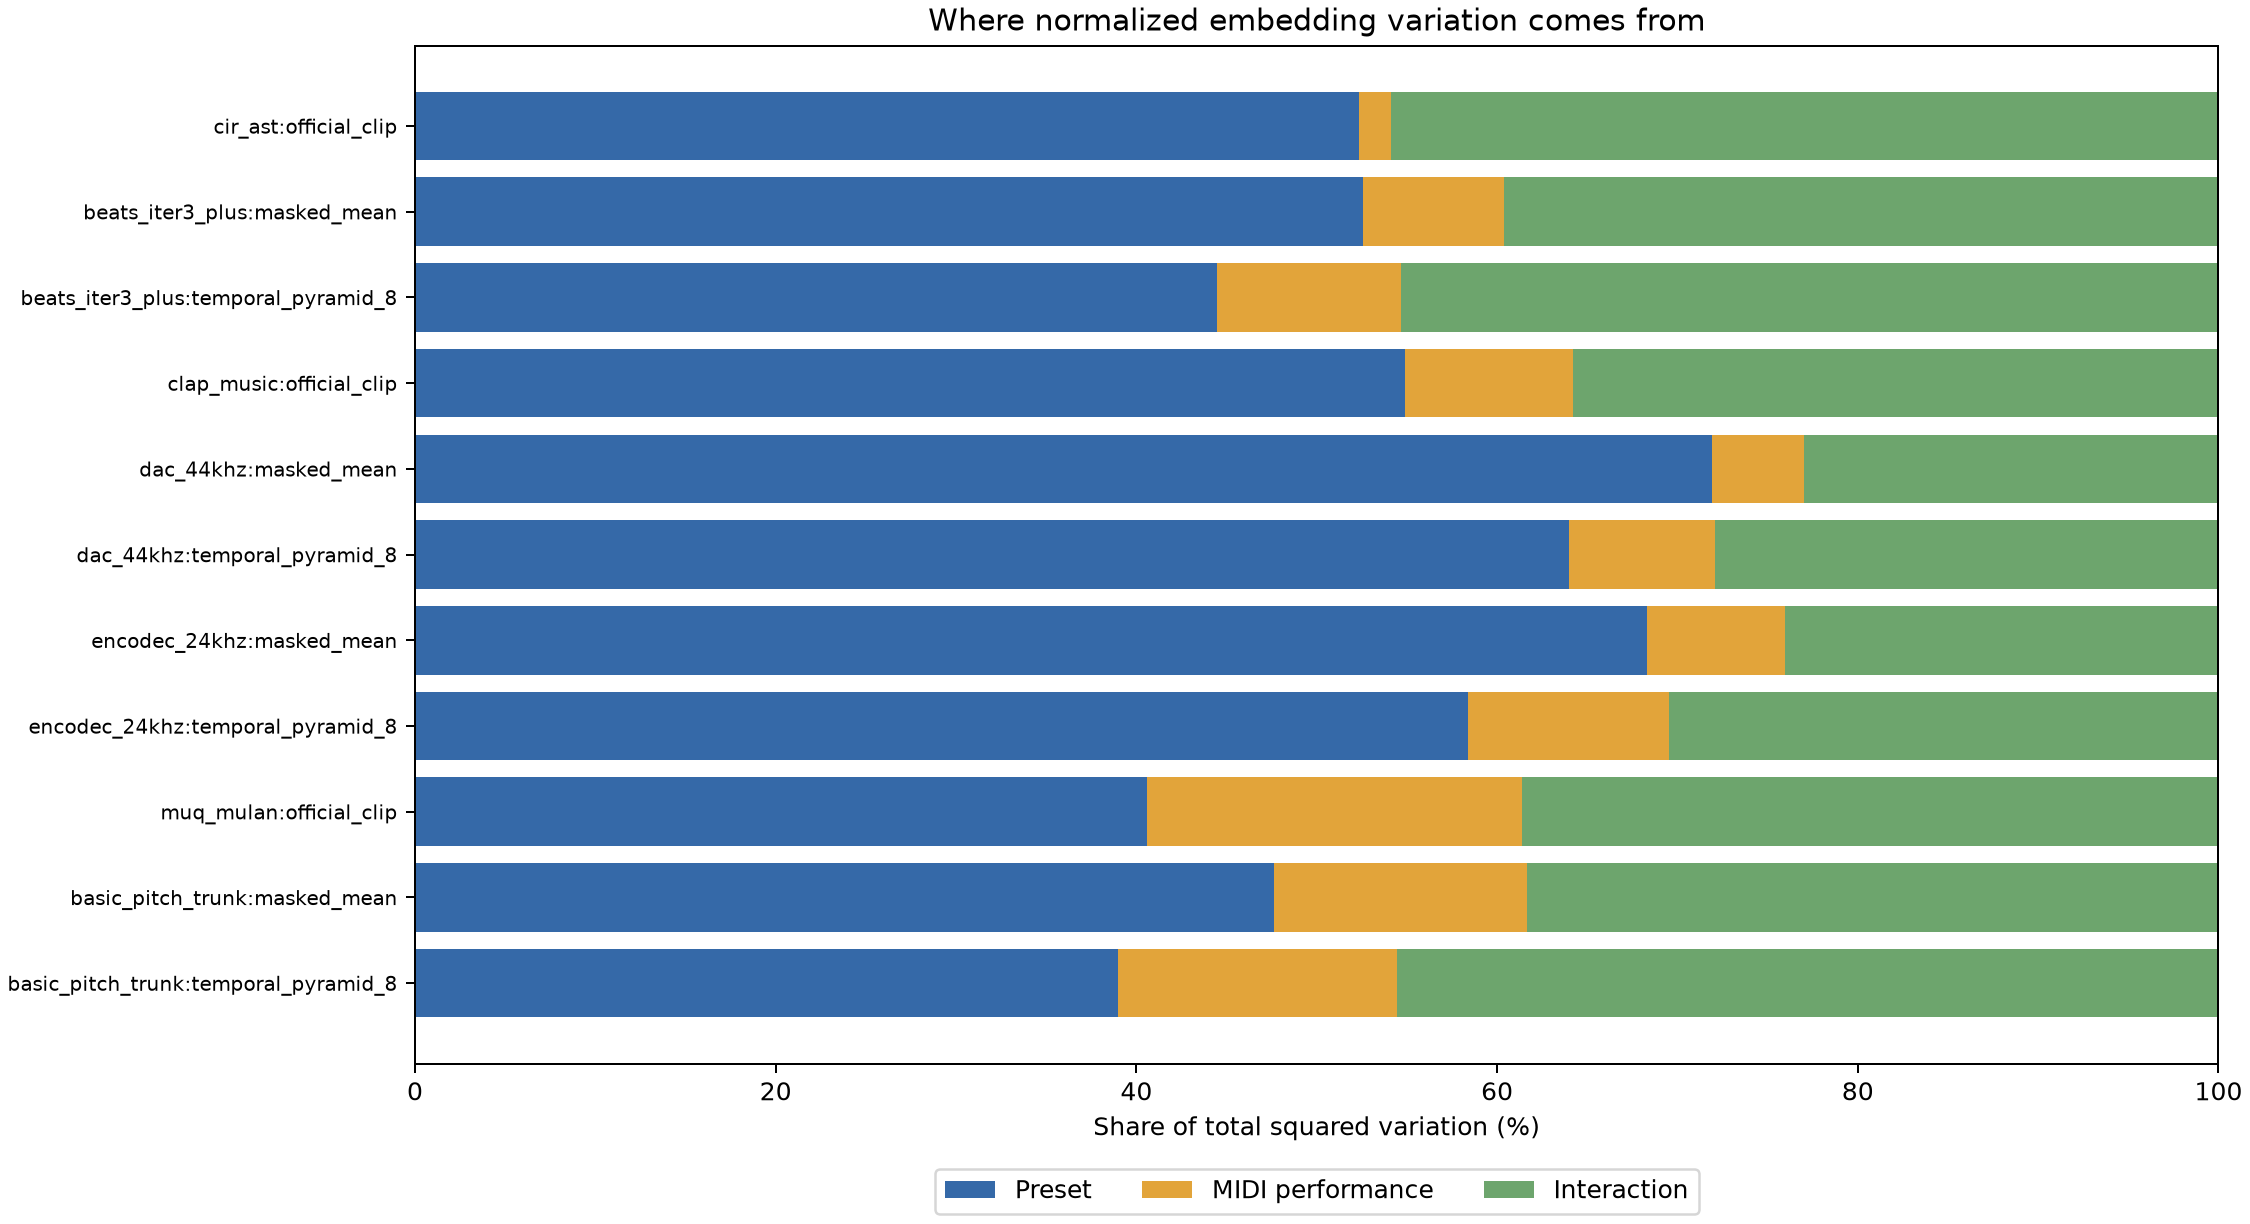 Where normalized embedding variation comes from
cir_ast:official_clip
beats_iter3_plus:masked_mean
beats_iter3_plus:temporal_pyramid_8
clap_music:official_clip
dac_44khz:masked_mean
dac_44khz:temporal_pyramid_8
encodec_24khz:masked_mean
encodec_24khz:temporal_pyramid_8
muq_mulan:official_clip
basic_pitch_trunk:masked_mean
basic_pitch_trunk:temporal_pyramid_8
0 20 40 60 80 100
Share of total squared variation (%)
Preset MIDI performance Interaction